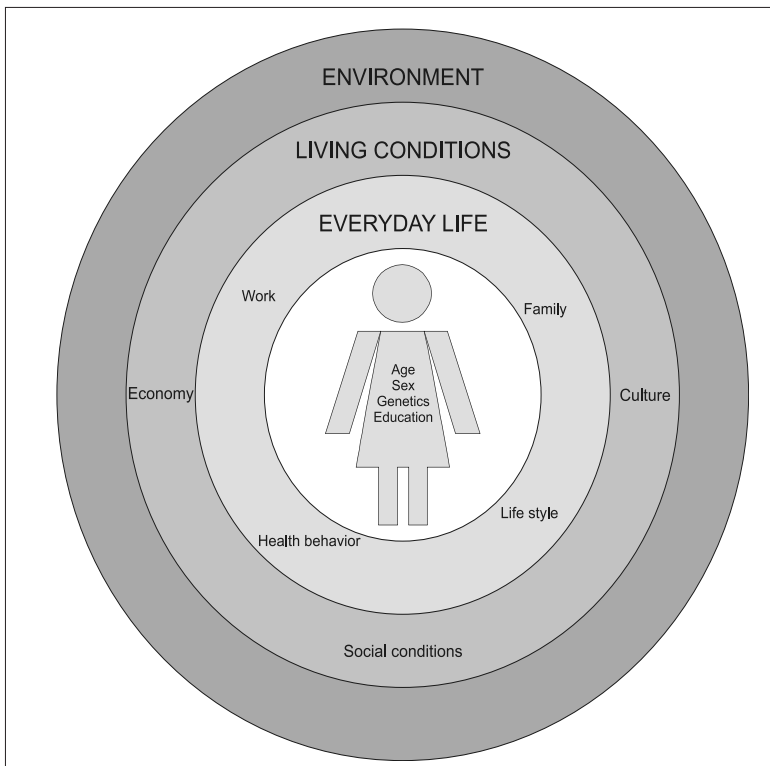 ENVIRONMENT
LIVING CONDITIONS
EVERYDAY LIFE
Work
Family
Age
Sex
Genetics
Education
Economy
Culture
Life style
Health behavior
Social conditions